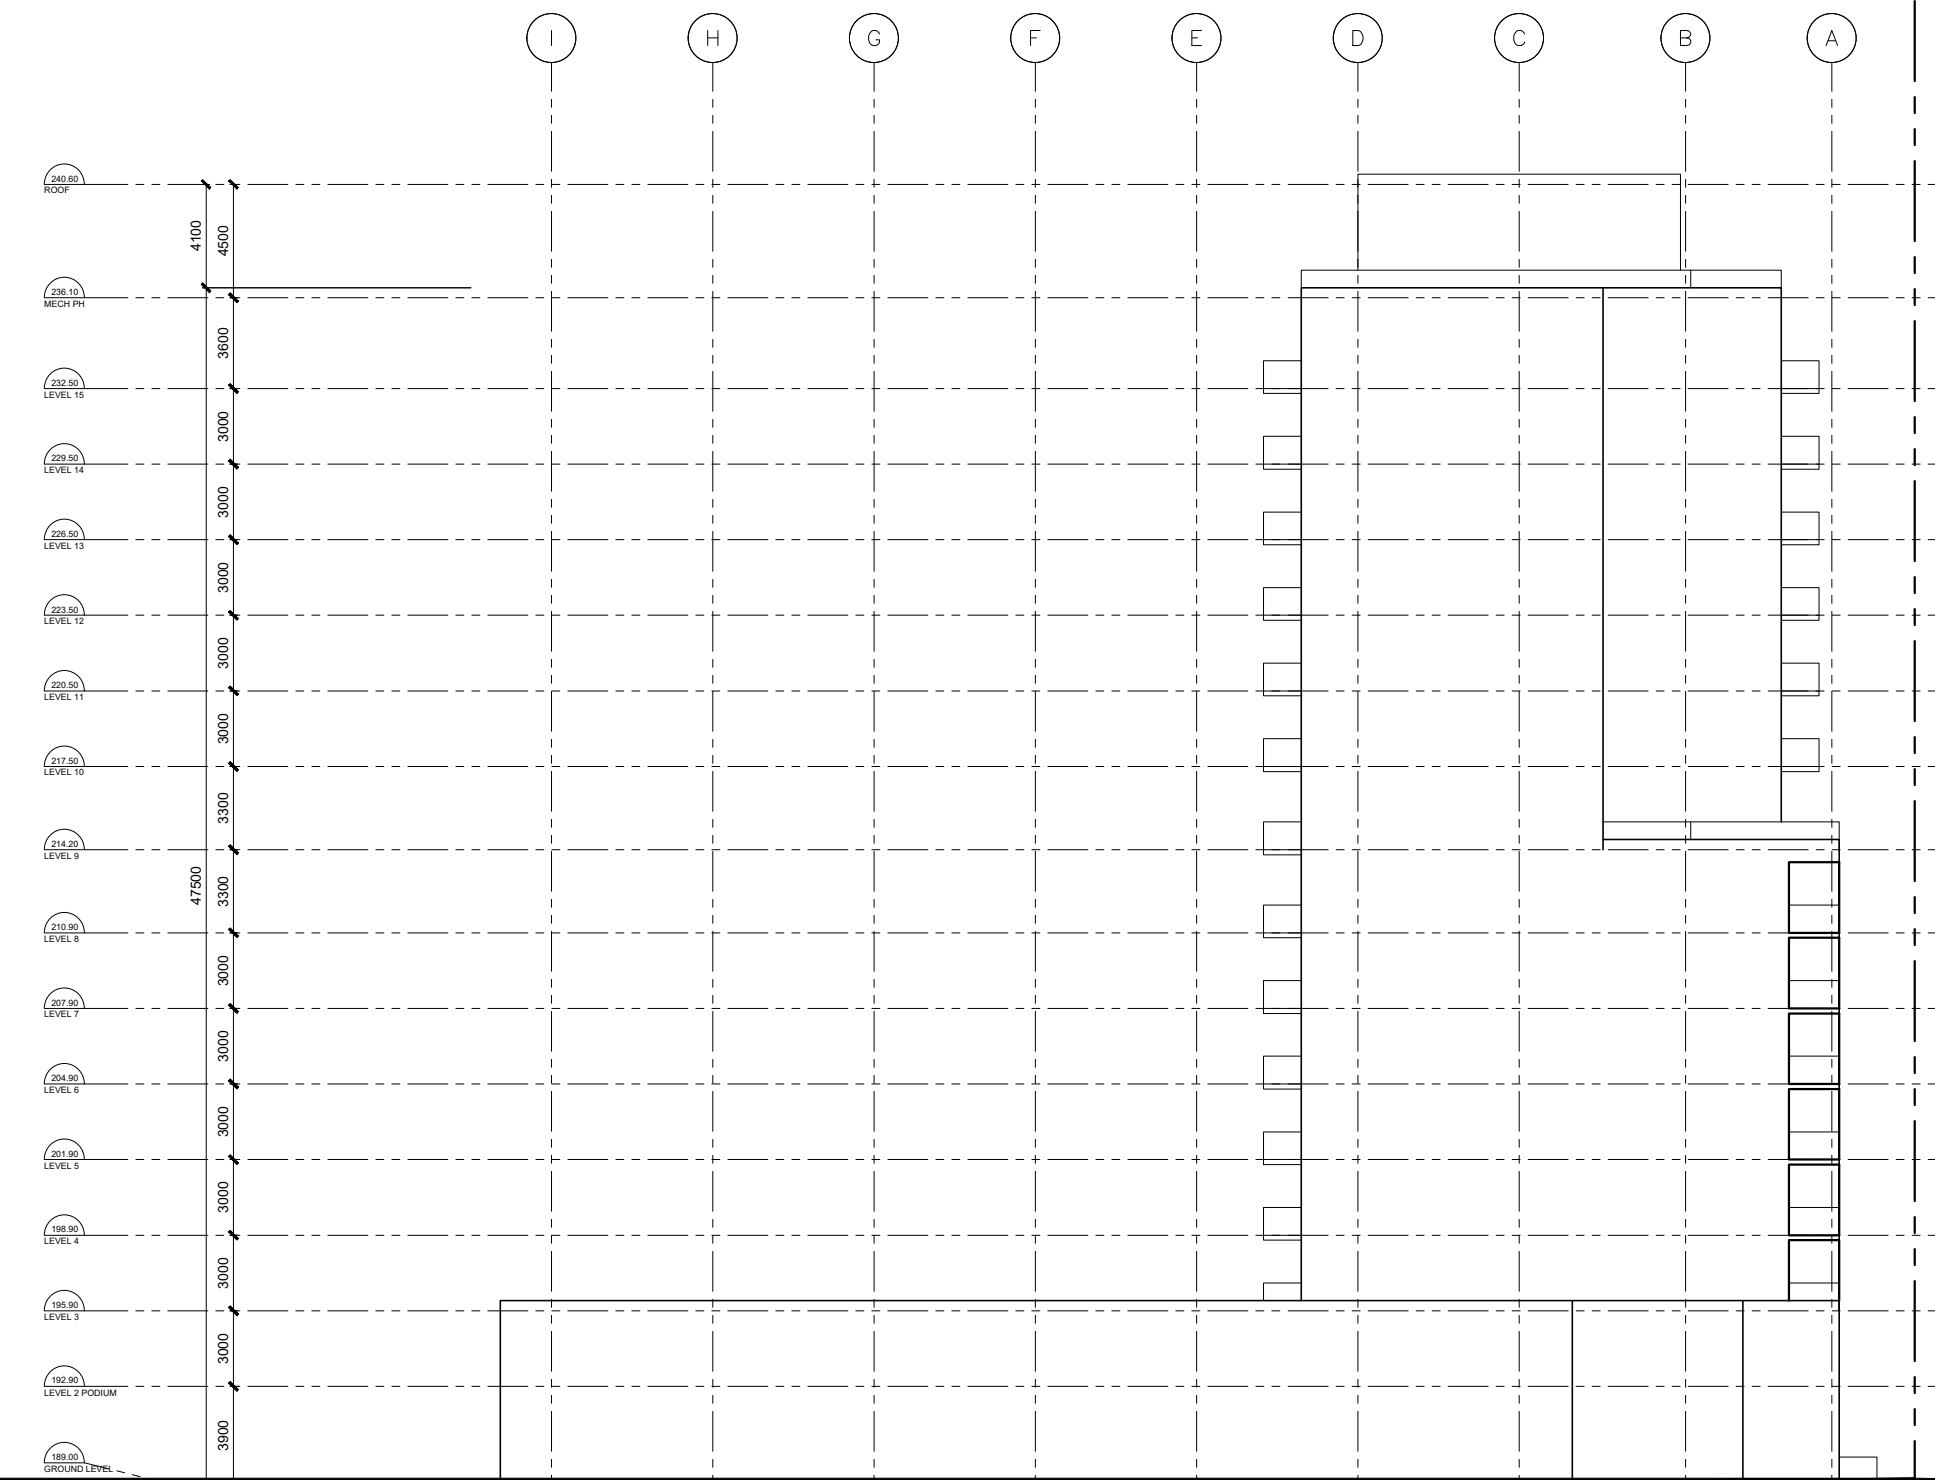 I H G F E D C B A
240.60
ROOF
4100
4500
236.10
MECH PH
3600
232.50
LEVEL 15
3000
229.50
LEVEL 14
3000
226.50
LEVEL 13
3000
223.50
LEVEL 12
3000
220.50
LEVEL 11
3000
217.50
LEVEL 10
3300
214.20
LEVEL 9
47500
3300
210.90
LEVEL 8
3000
207.90
LEVEL 7
3000
204.90
LEVEL 6
3000
201.90
LEVEL 5
3000
198.90
LEVEL 4
3000
195.90
LEVEL 3
3000
192.90
LEVEL 2 PODIUM
3900
189.00
GROUND LEVEL